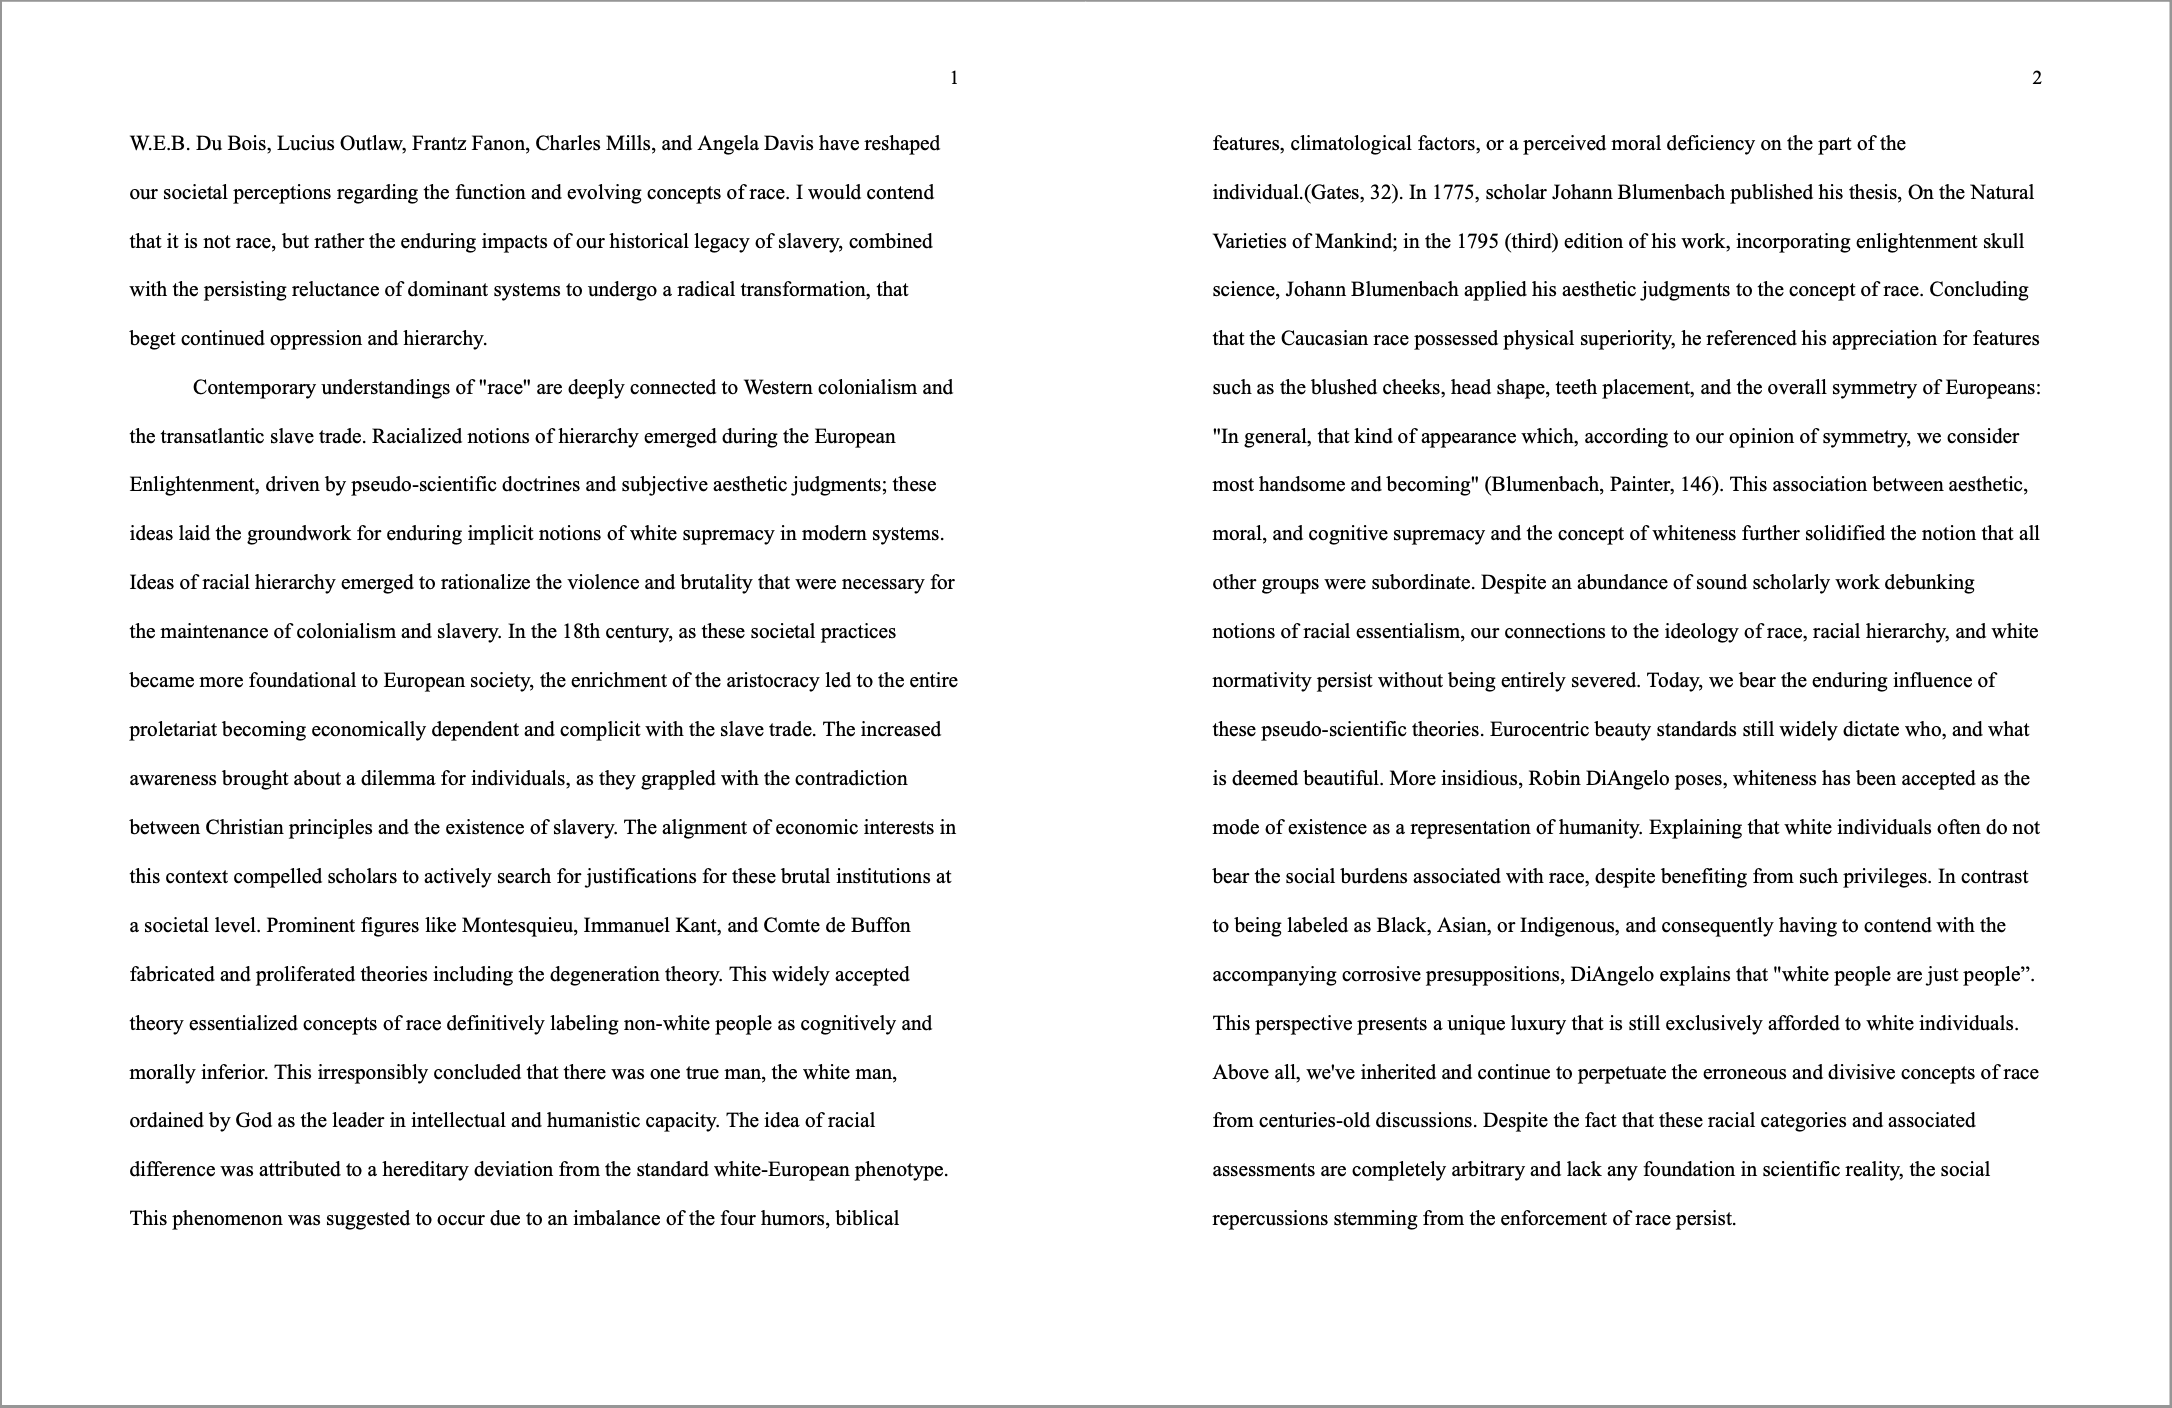 1
W.E.B. Du Bois, Lucius Outlaw, Frantz Fanon, Charles Mills, and Angela Davis have reshaped
our societal perceptions regarding the function and evolving concepts of race. I would contend
that it is not race, but rather the enduring impacts of our historical legacy of slavery, combined
with the persisting reluctance of dominant systems to undergo a radical transformation, that
beget continued oppression and hierarchy.
Contemporary understandings of "race" are deeply connected to Western colonialism and
the transatlantic slave trade. Racialized notions of hierarchy emerged during the European
Enlightenment, driven by pseudo-scientific doctrines and subjective aesthetic judgments; these
ideas laid the groundwork for enduring implicit notions of white supremacy in modern systems.
Ideas of racial hierarchy emerged to rationalize the violence and brutality that were necessary for
the maintenance of colonialism and slavery. In the 18th century, as these societal practices
became more foundational to European society, the enrichment of the aristocracy led to the entire
proletariat becoming economically dependent and complicit with the slave trade. The increased
awareness brought about a dilemma for individuals, as they grappled with the contradiction
between Christian principles and the existence of slavery. The alignment of economic interests in
this context compelled scholars to actively search for justifications for these brutal institutions at
a societal level. Prominent figures like Montesquieu, Immanuel Kant, and Comte de Buffon
fabricated and proliferated theories including the degeneration theory. This widely accepted
theory essentialized concepts of race definitively labeling non-white people as cognitively and
morally inferior. This irresponsibly concluded that there was one true man, the white man,
ordained by God as the leader in intellectual and humanistic capacity. The idea of racial
difference was attributed to a hereditary deviation from the standard white-European phenotype.
This phenomenon was suggested to occur due to an imbalance of the four humors, biblical
2
features, climatological factors, or a perceived moral deficiency on the part of the
individual.(Gates, 32). In 1775, scholar Johann Blumenbach published his thesis, On the Natural
Varieties of Mankind; in the 1795 (third) edition of his work, incorporating enlightenment skull
science, Johann Blumenbach applied his aesthetic judgments to the concept of race. Concluding
that the Caucasian race possessed physical superiority, he referenced his appreciation for features
such as the blushed cheeks, head shape, teeth placement, and the overall symmetry of Europeans:
"In general, that kind of appearance which, according to our opinion of symmetry, we consider
most handsome and becoming" (Blumenbach, Painter, 146). This association between aesthetic,
moral, and cognitive supremacy and the concept of whiteness further solidified the notion that all
other groups were subordinate. Despite an abundance of sound scholarly work debunking
notions of racial essentialism, our connections to the ideology of race, racial hierarchy, and white
normativity persist without being entirely severed. Today, we bear the enduring influence of
these pseudo-scientific theories. Eurocentric beauty standards still widely dictate who, and what
is deemed beautiful. More insidious, Robin DiAngelo poses, whiteness has been accepted as the
mode of existence as a representation of humanity. Explaining that white individuals often do not
bear the social burdens associated with race, despite benefiting from such privileges. In contrast
to being labeled as Black, Asian, or Indigenous, and consequently having to contend with the
accompanying corrosive presuppositions, DiAngelo explains that "white people are just people”.
This perspective presents a unique luxury that is still exclusively afforded to white individuals.
Above all, we've inherited and continue to perpetuate the erroneous and divisive concepts of race
from centuries-old discussions. Despite the fact that these racial categories and associated
assessments are completely arbitrary and lack any foundation in scientific reality, the social
repercussions stemming from the enforcement of race persist.